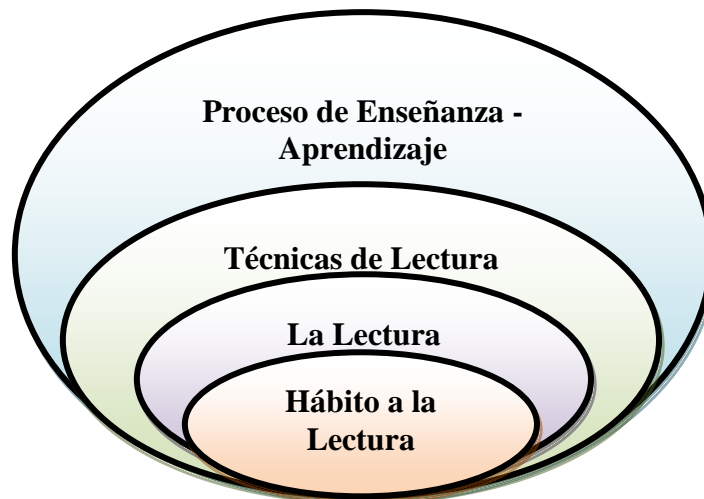 Proceso de Enseñanza -
Aprendizaje
Técnicas de Lectura
La Lectura
Hábito a la
Lectura